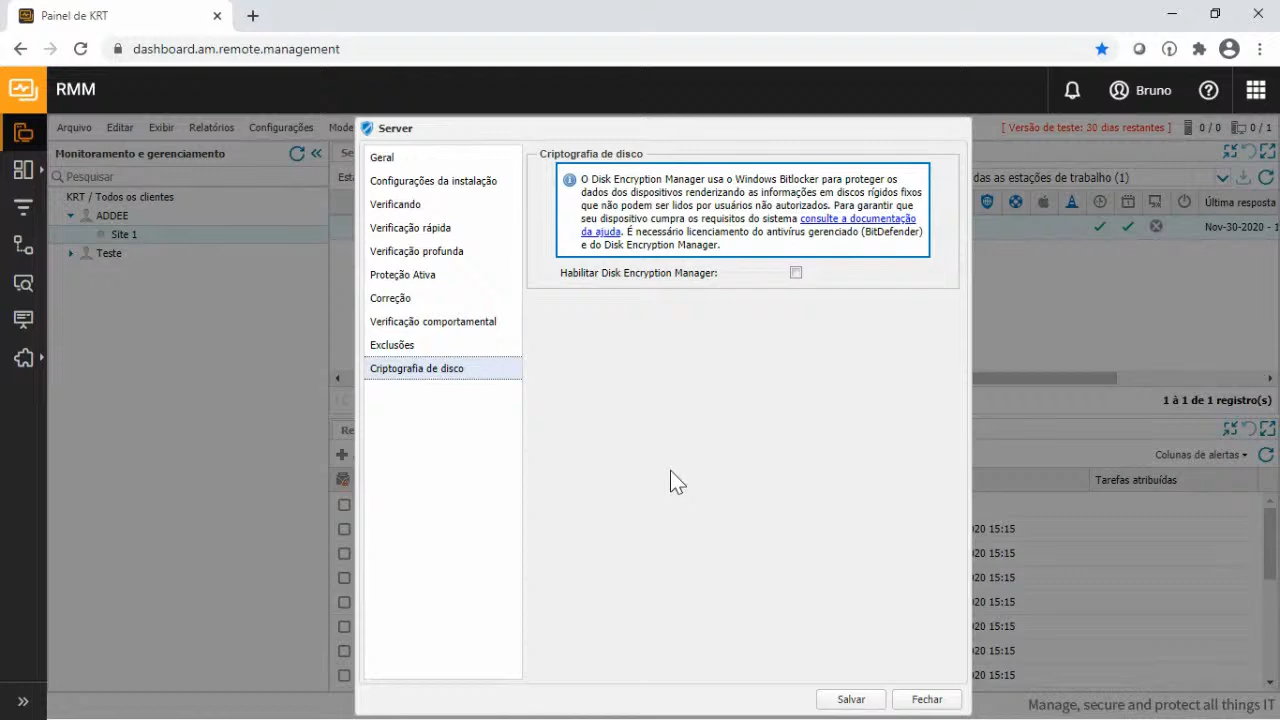 Painel de KRT
dashboard.am.remote.management
RMM
Bruno
Arquivo Editar Exibir Relatórios Configurações
[ Versão de teste: 30 dias restantes ] 0 / 0 0 / 1
Server
Monitoramento e gerenciamento
Pesquisar
KRT / Todos os clientes
ADDEE
Site 1
Teste
Geral
Configurações da instalação
Verificando
Verificação rápida
Verificação profunda
Proteção Ativa
Correção
Verificação comportamental
Exclusões
Criptografia de disco
Criptografia de disco
O Disk Encryption Manager usa o Windows Bitlocker para proteger os
dados dos dispositivos renderizando as informações em discos rígidos fixos
que não podem ser lidos por usuários não autorizados. Para garantir que
seu dispositivo cumpra os requisitos do sistema consulte a documentação
da ajuda. É necessário licenciamento do antivírus gerenciado (BitDefender)
e do Disk Encryption Manager.
Habilitar Disk Encryption Manager:
as estações de trabalho (1)
Última resposta
Nov-30-2020 - 1
1 à 1 de 1 registro(s)
Colunas de alertas
Tarefas atribuídas
020 15:15
020 15:15
020 15:15
020 15:15
020 15:15
020 15:15
020 15:15
Salvar Fechar
Manage, secure and protect all things IT